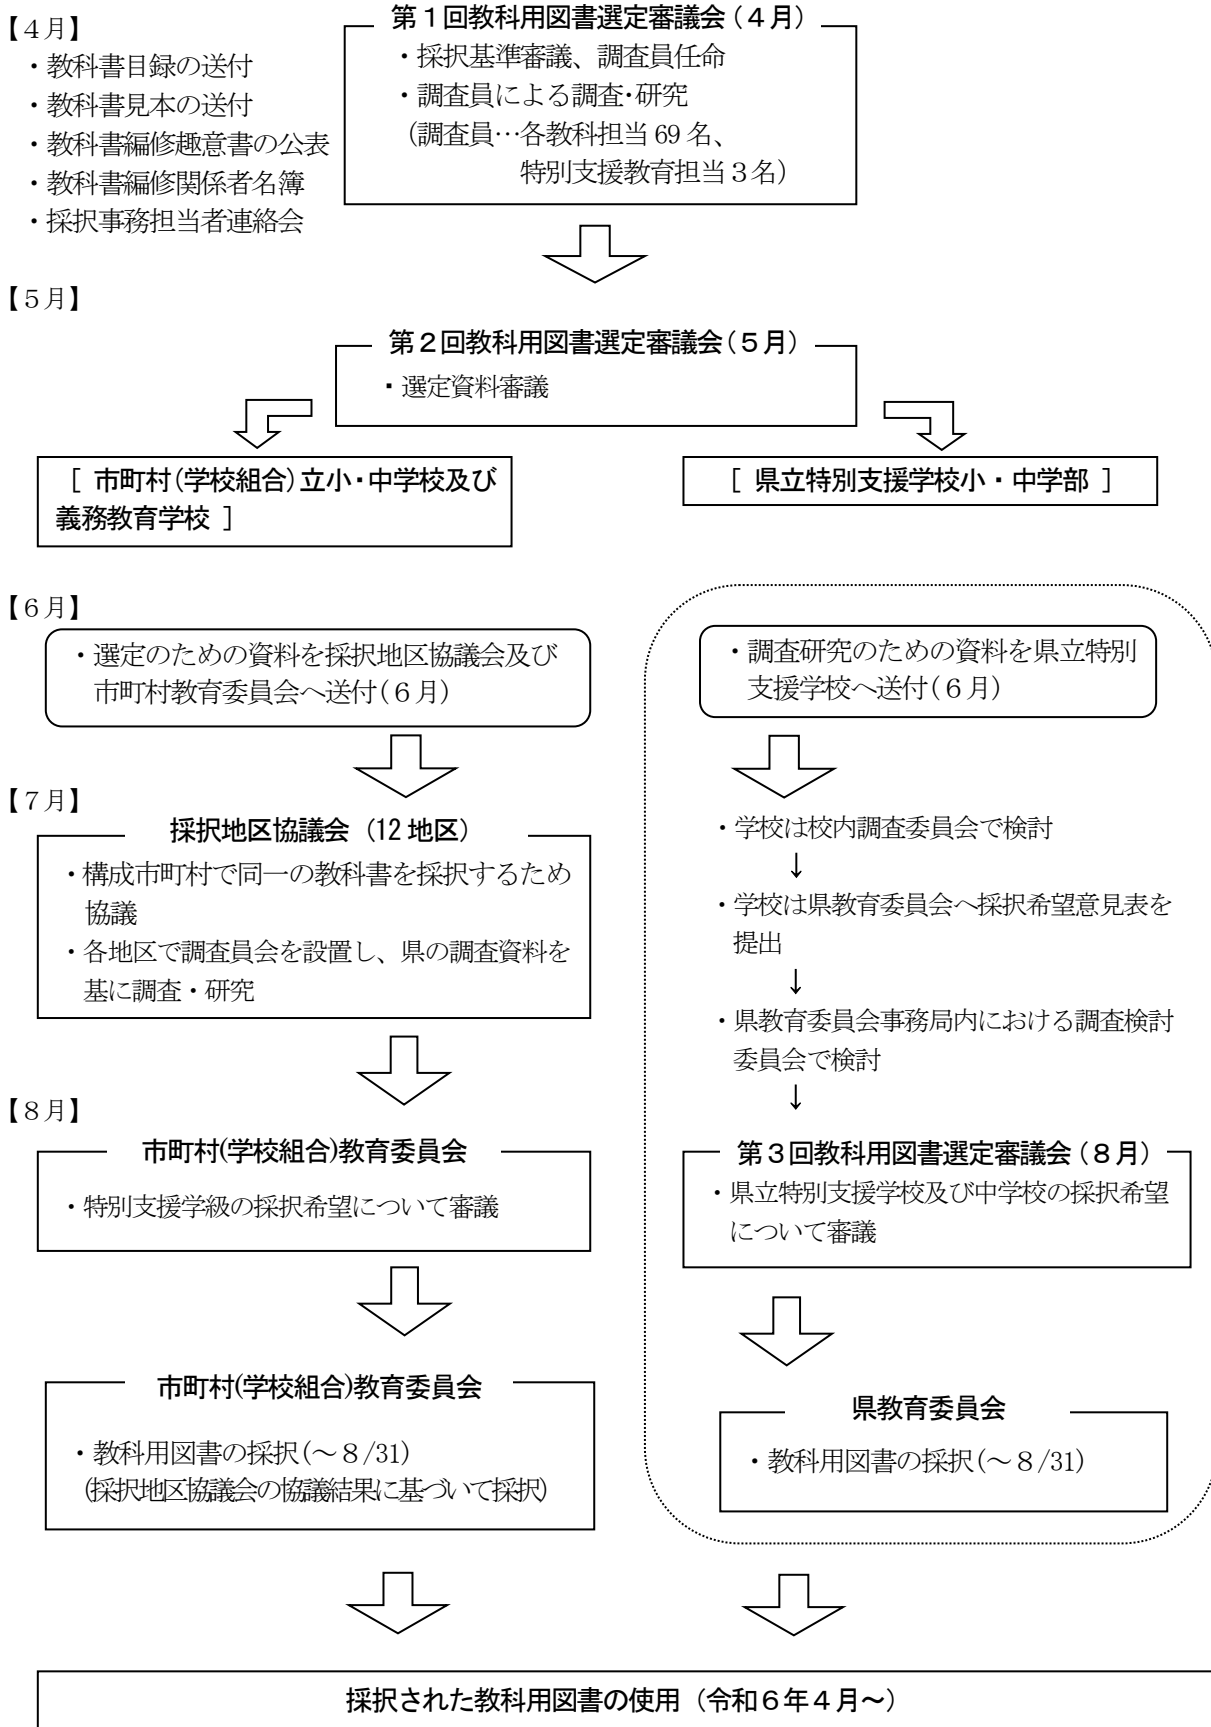 【４月】
・教科書目録の送付
・教科書見本の送付
・教科書編修趣意書の公表
・教科書編修関係者名簿
・採択事務担当者連絡会
第１回教科用図書選定審議会（４月）
・採択基準審議、調査員任命
・調査員による調査・研究
（調査員…各教科担当 69 名、
特別支援教育担当３名）
【５月】
第２回教科用図書選定審議会（５月）
・選定資料審議
［ 市町村（学校組合）立小・中学校及び
義務教育学校 ］
［ 県立特別支援学校小・中学部 ］
【６月】
・選定のための資料を採択地区協議会及び
市町村教育委員会へ送付（６月）
・調査研究のための資料を県立特別
支援学校へ送付（６月）
【７月】
採択地区協議会（12 地区）
・構成市町村で同一の教科書を採択するため
協議
・各地区で調査員会を設置し、県の調査資料を
基に調査・研究
・学校は校内調査委員会で検討
↓
・学校は県教育委員会へ採択希望意見表を
提出
↓
・県教育委員会事務局内における調査検討
委員会で検討
↓
【８月】
市町村(学校組合)教育委員会
・特別支援学級の採択希望について審議
第３回教科用図書選定審議会（８月）
・県立特別支援学校及び中学校の採択希望
について審議
市町村(学校組合)教育委員会
・教科用図書の採択（～８/31）
（採択地区協議会の協議結果に基づいて採択）
県教育委員会
・教科用図書の採択（～８/31）
採択された教科用図書の使用（令和６年４月～）